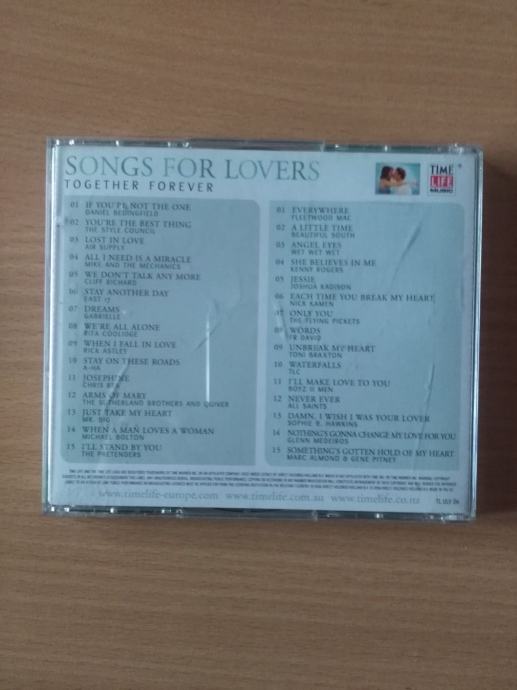 SONGS FOR LOVERS
TOGETHER FOREVER
TIME LIFE MUSIC
01 IF YOU'RE NOT THE ONE
DANIEL BEDINGFIELD
02 YOU'RE THE BEST THING
THE STYLE COUNCIL
03 LOST IN LOVE
AIR SUPPLY
04 ALL I NEED IS A MIRACLE
MIKE AND THE MECHANICS
05 WE DON'T TALK ANY MORE
CLIFF RICHARD
06 STAY ANOTHER DAY
EAST 17
07 DREAMS
GABRIELLE
08 WE'RE ALL ALONE
RITA COOLIDGE
09 WHEN I FALL IN LOVE
RICK ASTLEY
10 STAY ON THESE ROADS
A-HA
11 JOSEPHINE
CHRIS REA
12 ARMS OF MARY
THE SUTHERLAND BROTHERS AND QUIVER
13 JUST TAKE MY HEART
MR. BIG
14 WHEN A MAN LOVES A WOMAN
MICHAEL BOLTON
15 I'LL STAND BY YOU
THE PRETENDERS
01 EVERYWHERE
FLEETWOOD MAC
02 A LITTLE TIME
BEAUTIFUL SOUTH
03 ANGEL EYES
WET WET WET
04 SHE BELIEVES IN ME
KENNY ROGERS
05 JESSIE
JOSHUA KADISON
06 EACH TIME YOU BREAK MY HEART
NICK KAMEN
07 ONLY YOU
THE FLYING PICKETS
08 WORDS
FR DAVID
09 UNBREAK MY HEART
TONI BRAXTON
10 WATERFALLS
TLC
11 I'LL MAKE LOVE TO YOU
BOYZ II MEN
12 NEVER EVER
ALL SAINTS
13 DAMN, I WISH I WAS YOUR LOVER
SOPHIE B. HAWKINS
14 NOTHING'S GONNA CHANGE MY LOVE FOR YOU
GLENN MEDEIROS
15 SOMETHING'S GOTTEN HOLD OF MY HEART
MARC ALMOND & GENE PITNEY
www.timelife-europe.com www.timelife.com.au www.timelife.co.nz